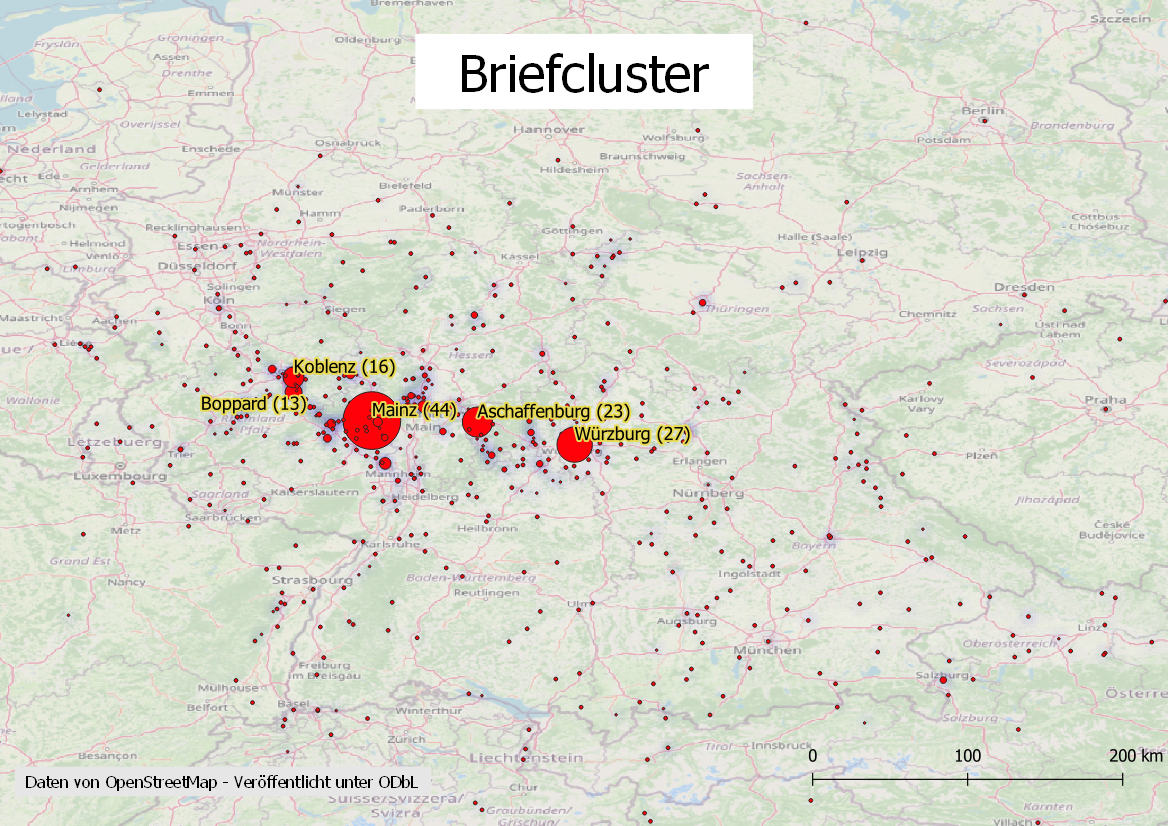 Briefcluster
Bremerhaven
Szczecin
Groningen
Fryslân
Oldenburg
Assen
Drenthe
Emmen
Lelystad
Overijssel
Berlin
Brandenburg
Potsdam
Hannover
Wolfsburg
Braunschweig
Hildesheim
Osnabrück
Enschede
Nederland
Gelderland
Ede
Arnhem
Nijmegen
Münster
Bielefeld
Hamm
Paderborn
Sachsen-
Anhalt
Cottbus
- Chóśebuz
Göttingen
Halle (Saale)
Leipzig
Recklinghausen
Essen
Nordrhein-
Westfalen
Helmond
Venlo
Limburg
Düsseldorf
Kassel
Solingen
Köln
Dresden
Thüringen
Chemnitz
Siegen
Maastricht
Aachen
Bonn
Ústí nad
Labem
Hessen
Severozápad
Koblenz (16)
Boppard (13)
Mainz (44)
Aschaffenburg (23)
Würzburg (27)
Wallonie
Karlovy
Vary
Praha
Main
Pfalz
Lëtzebuerg
Trier
Luxembourg
Plzeň
Erlangen
Mannheim
Saarland
Kaiserslautern
Heidelberg
Nürnberg
Jihozápad
Saarbrücken
Metz
Heilbronn
České
Budějovice
Karlsruhe
Bayern
Grand Est
Nancy
Strasbourg
Baden-Württemberg
Reutlingen
Ingolstadt
Ulm
Augsburg
Linz
München
Oberösterreich
Freiburg
im Breisgau
Salzburg
Mulhouse
Belfort
Basel
Winterthur
Österre
Salzburg
Zürich
Besançon
Tirol
Innsbruck
Liechtenstein
0
100
200 km
Daten von OpenStreetMap - Veröffentlicht unter ODbL
Chur
Suisse/Svizzera/
Svizra
Graubünden/
Grischun/
Kärnten
Villach